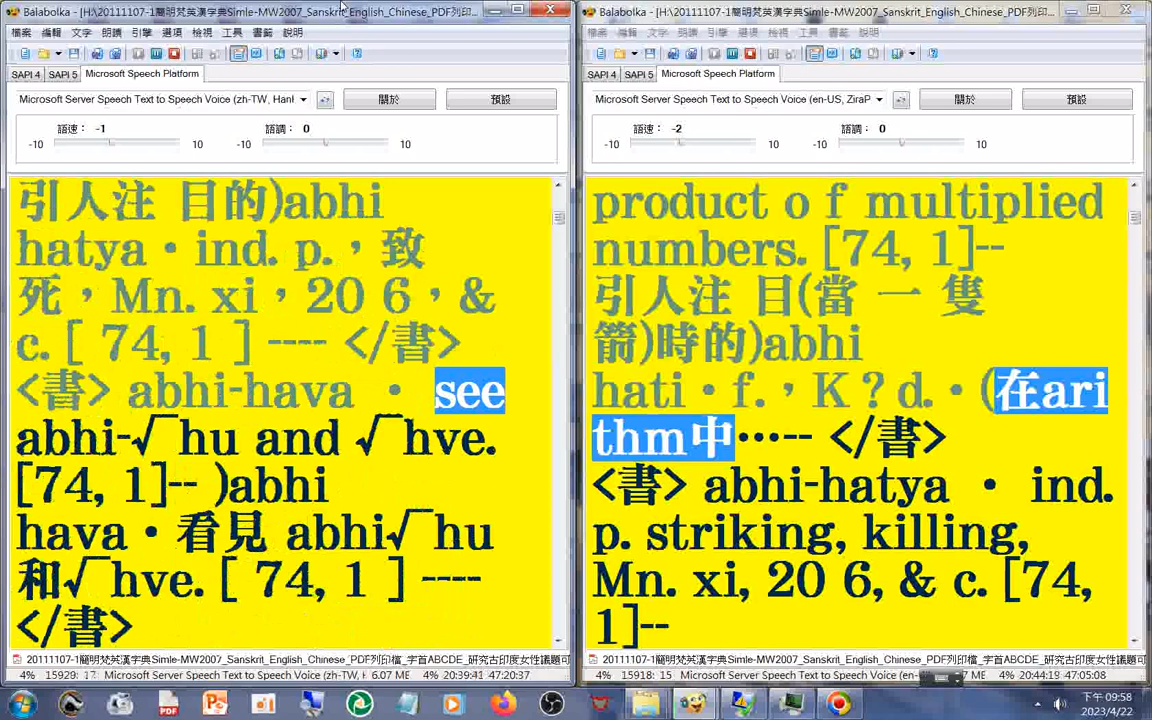 Balabolka - [H:\20111107-1簡明梵英漢字典Simle-MW2007_Sanskrit_English_Chinese_PDF列印...
檔案 編輯 文字 朗讀 引擎 選項 檢視 工具 書籤 說明
SAPI 4 SAPI 5 Microsoft Speech Platform
Microsoft Server Speech Text to Speech Voice (zh-TW, HanH
關於 預設
語速： -1 語調： 0
-10 10 -10 10
引人注 目的)abhi
hatya・ind. p.，致
死，Mn. xi，20 6，&
c. [ 74, 1 ] ---- </書>
<書> abhi-hava ・ see
abhi-√‾hu and √‾hve.
[74, 1]-- )abhi
hava・看見 abhi√‾hu
和√‾hve. [ 74, 1 ] ----
</書>
20111107-1簡明梵英漢字典Simle-MW2007_Sanskrit_English_Chinese_PDF列印檔_字首ABCDE_研究古印度女性議題可
4% 15929: 17 Microsoft Server Speech Text to Speech Voice (zh-TW, H 6.07 MB 4% 20:39:41 47:20:37
Balabolka - [H:\20111107-1簡明梵英漢字典Simle-MW2007_Sanskrit_English_Chinese_PDF列印...
檔案 編輯 文字 朗讀 引擎 選項 檢視 工具 書籤 說明
SAPI 4 SAPI 5 Microsoft Speech Platform
Microsoft Server Speech Text to Speech Voice (en-US, ZiraP
關於 預設
語速： -2 語調： 0
-10 10 -10 10
product o f multiplied
numbers. [74, 1]--
引人注 目(當 一 隻
箭)時的)abhi
hati・f.，K？d.・(在ari
thm中…-- </書>
<書> abhi-hatya ・ ind.
p. striking, killing,
Mn. xi, 20 6, & c. [74,
1]--
20111107-1簡明梵英漢字典Simle-MW2007_Sanskrit_English_Chinese_PDF列印檔_字首ABCDE_研究古印度女性議題可
4% 15918: 15 Microsoft Server Speech Text to Speech Voice (en-US, 4% 20:44:19 47:05:08
下午 09:58
2023/4/22